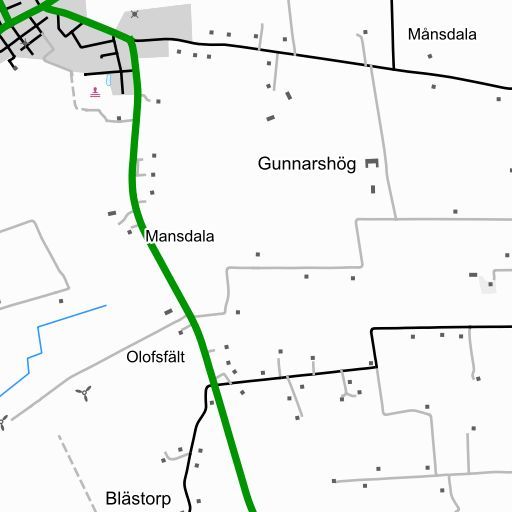 Månsdala
Gunnarshög
Mansdala
Olofsfält
Blästorp